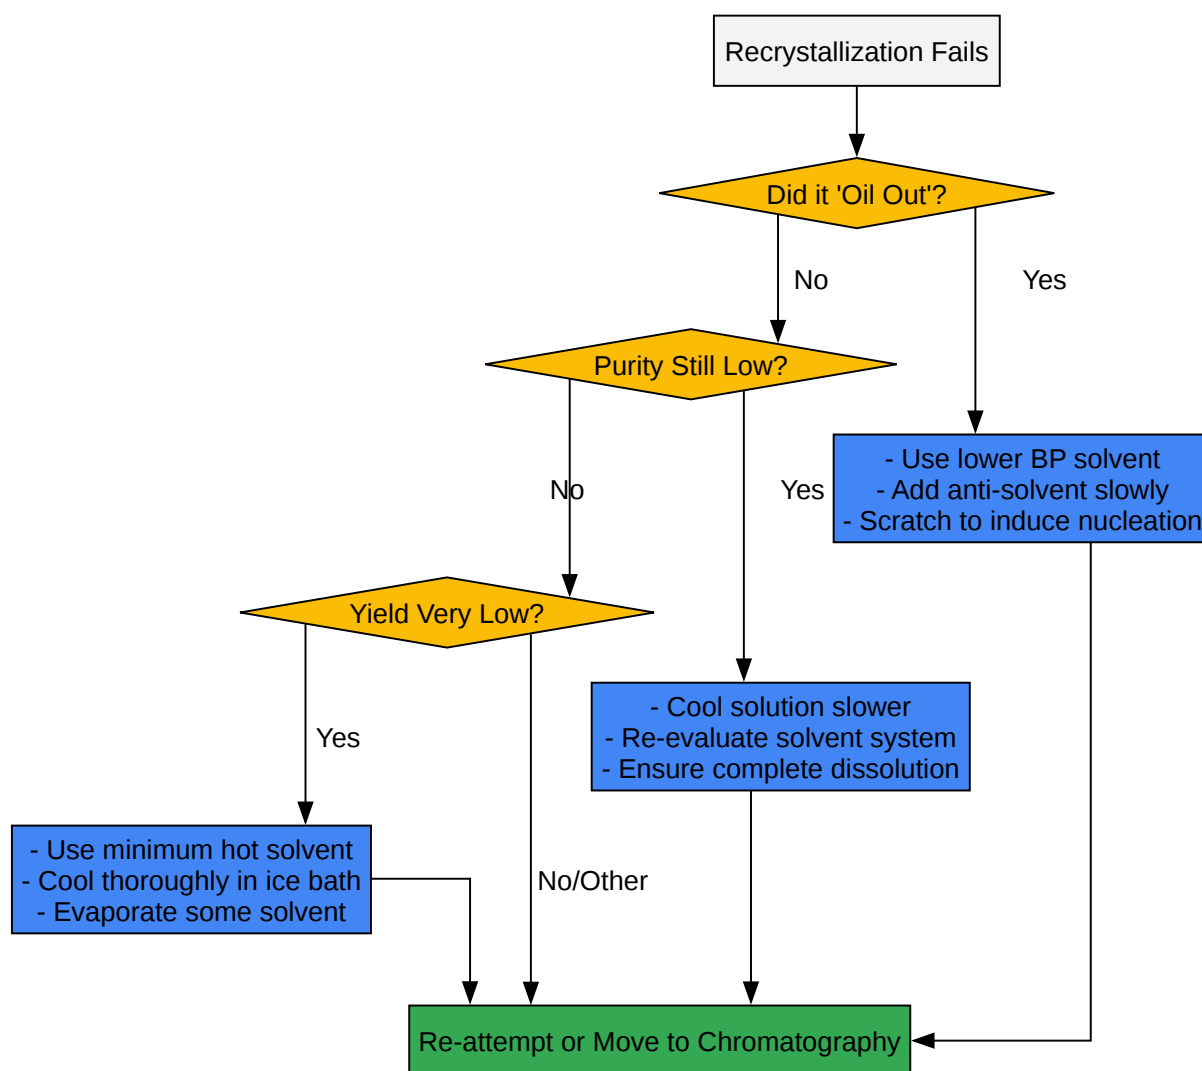 Recrystallization Fails
Did it 'Oil Out'?
No
Yes
Purity Still Low?
- Use lower BP solvent
- Add anti-solvent slowly
- Scratch to induce nucleation
No
Yes
Yield Very Low?
- Cool solution slower
- Re-evaluate solvent system
- Ensure complete dissolution
Yes
- Use minimum hot solvent
- Cool thoroughly in ice bath
- Evaporate some solvent
No/Other
Re-attempt or Move to Chromatography